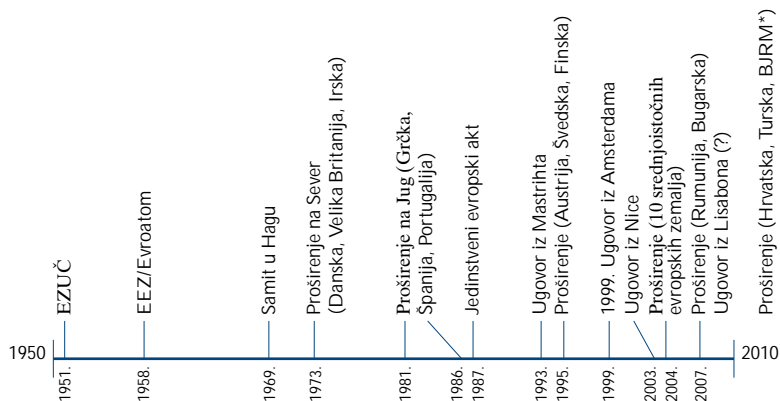 EZUČ
EEZ/Evroatom
Samit u Hagu
Proširenje na Sever
(Danska, Velika Britanija, Irska)
Proširenje na Jug (Grčka,
Španija, Portugalija)
Jedinstveni evropski akt
Ugovor iz Mastrihta
Proširenje (Austrija, Švedska, Finska)
1999. Ugovor iz Amsterdama
Ugovor iz Nice
Proširenje (10 srednjoistočnih
evropskih zemalja)
Proširenje (Rumunija, Bugarska)
Ugovor iz Lisabona (?)
Proširenje (Hrvatska, Turska, BJRM*)
1950
2010
1951.
1958.
1969.
1973.
1981.
1986.
1987.
1993.
1995.
1999.
2003.
2004.
2007.